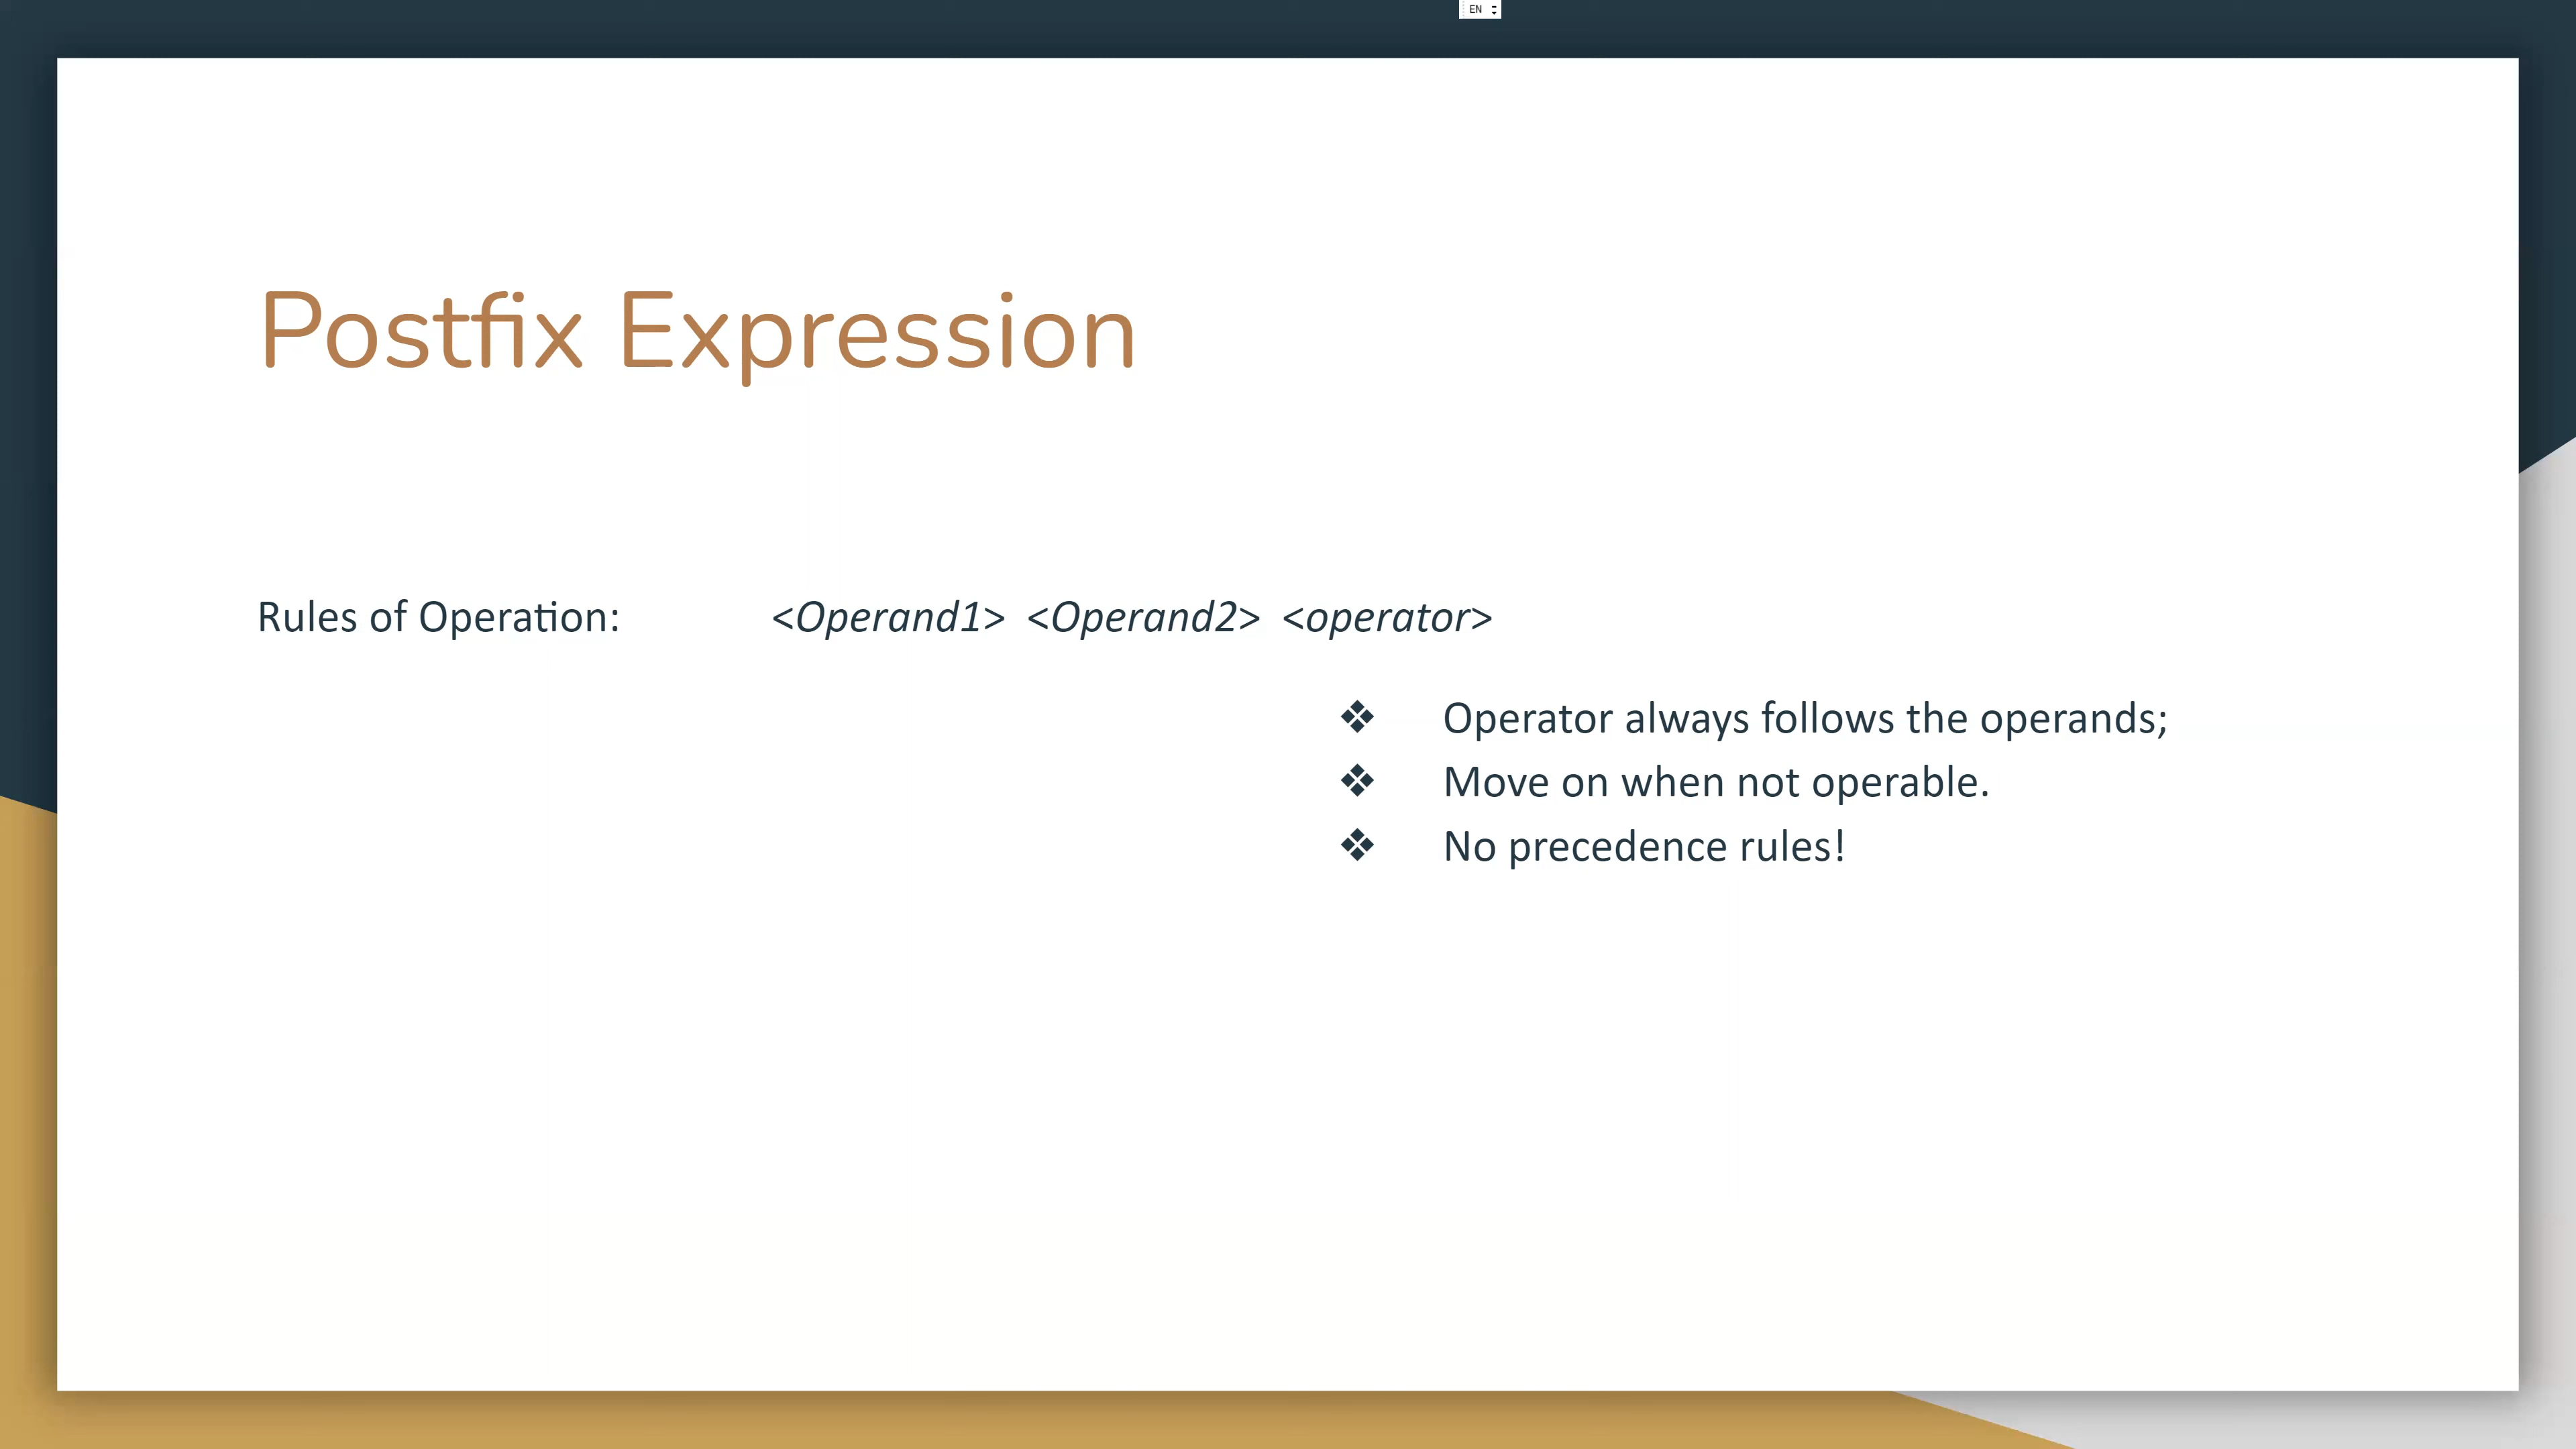 EN
Postfix Expression
Rules of Operation: <Operand1> <Operand2> <operator>
❖ Operator always follows the operands;
❖ Move on when not operable.
❖ No precedence rules!